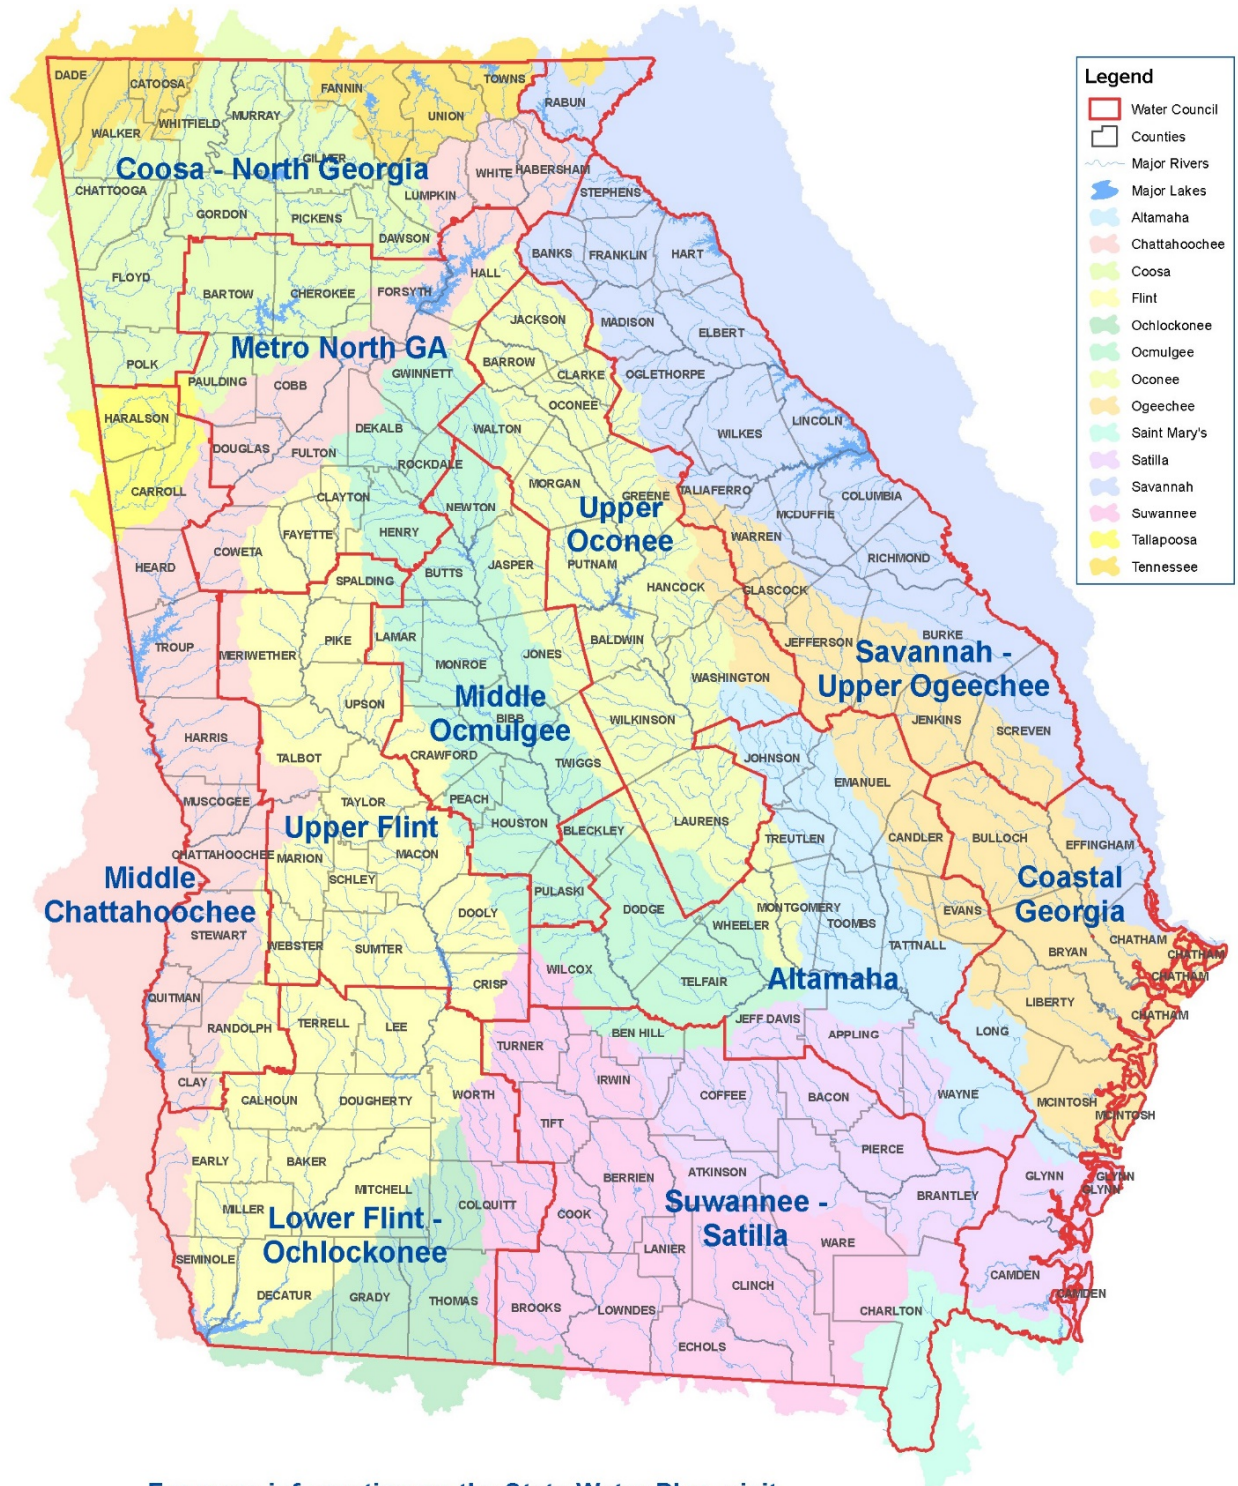 DADE
CATOOSA
FANNIN
TOWNS
UNION
RABUN
WALKER
WHITFIELD
MURRAY
GILMER
Coosa - North Georgia
WHITE
HABERSHAM
CHATTOOGA
LUMPKIN
STEPHENS
GORDON
PICKENS
DAWSON
BANKS
FRANKLIN
HART
FLOYD
BARTOW
CHEROKEE
FORSYTH
HALL
JACKSON
MADISON
ELBERT
Metro North GA
POLK
PAULDING
COBB
GWINNETT
BARROW
CLARKE
OGLETHORPE
OCONEE
HARALSON
DOUGLAS
FULTON
DEKALB
WALTON
WILKES
LINCOLN
ROCKDALE
CARROLL
CLAYTON
NEWTON
MORGAN
GREENE
TALIAFERRO
COLUMBIA
MCDUFFIE
Upper
Oconee
FAYETTE
HENRY
COWETA
WARREN
RICHMOND
HEARD
SPALDING
BUTTS
JASPER
PUTNAM
HANCOCK
GLASCOCK
TROUP
MERIWETHER
PIKE
LAMAR
MONROE
JONES
BALDWIN
JEFFERSON
BURKE
Savannah -
Upper Ogeechee
WASHINGTON
UPSON
Middle
Ocmulgee
BIBB
WILKINSON
JENKINS
SCREVEN
HARRIS
TALBOT
CRAWFORD
TWIGGS
JOHNSON
EMANUEL
MUSCOGEE
TAYLOR
PEACH
HOUSTON
BLECKLEY
LAURENS
TREUTLEN
CANDLER
BULLOCH
EFFINGHAM
Upper Flint
CHATTAHOOCHEE
MARION
MACON
SCHLEY
Middle
Chattahoochee
PULASKI
DOOLY
DODGE
WHEELER
MONTGOMERY
TOOMBS
EVANS
Coastal
Georgia
STEWART
WEBSTER
SUMTER
TATTNALL
BRYAN
CHATHAM
CHATHAM
CHATHAM
CHATHAM
WILCOX
TELFAIR
Altamaha
QUITMAN
CRISP
LIBERTY
RANDOLPH
TERRELL
LEE
TURNER
BEN HILL
JEFF DAVIS
APPLING
LONG
CLAY
CALHOUN
DOUGHERTY
WORTH
IRWIN
COFFEE
BACON
WAYNE
MCINTOSH
MCINTOSH
TIFT
EARLY
BAKER
PIERCE
BERRIEN
ATKINSON
GLYNN
GLYNN
GLYNN
MITCHELL
MILLER
COLQUITT
COOK
BRANTLEY
Lower Flint -
Ochlockonee
Suwannee -
Satilla
WARE
LANIER
SEMINOLE
CLINCH
CAMDEN
CAMDEN
DECATUR
GRADY
THOMAS
BROOKS
LOWNDES
CHARLTON
ECHOLS
Legend
Water Council
Counties
Major Rivers
Major Lakes
Altamaha
Chattahoochee
Coosa
Flint
Ochlockonee
Ocmulgee
Oconee
Ogeechee
Saint Mary's
Satilla
Savannah
Suwannee
Tallapoosa
Tennessee